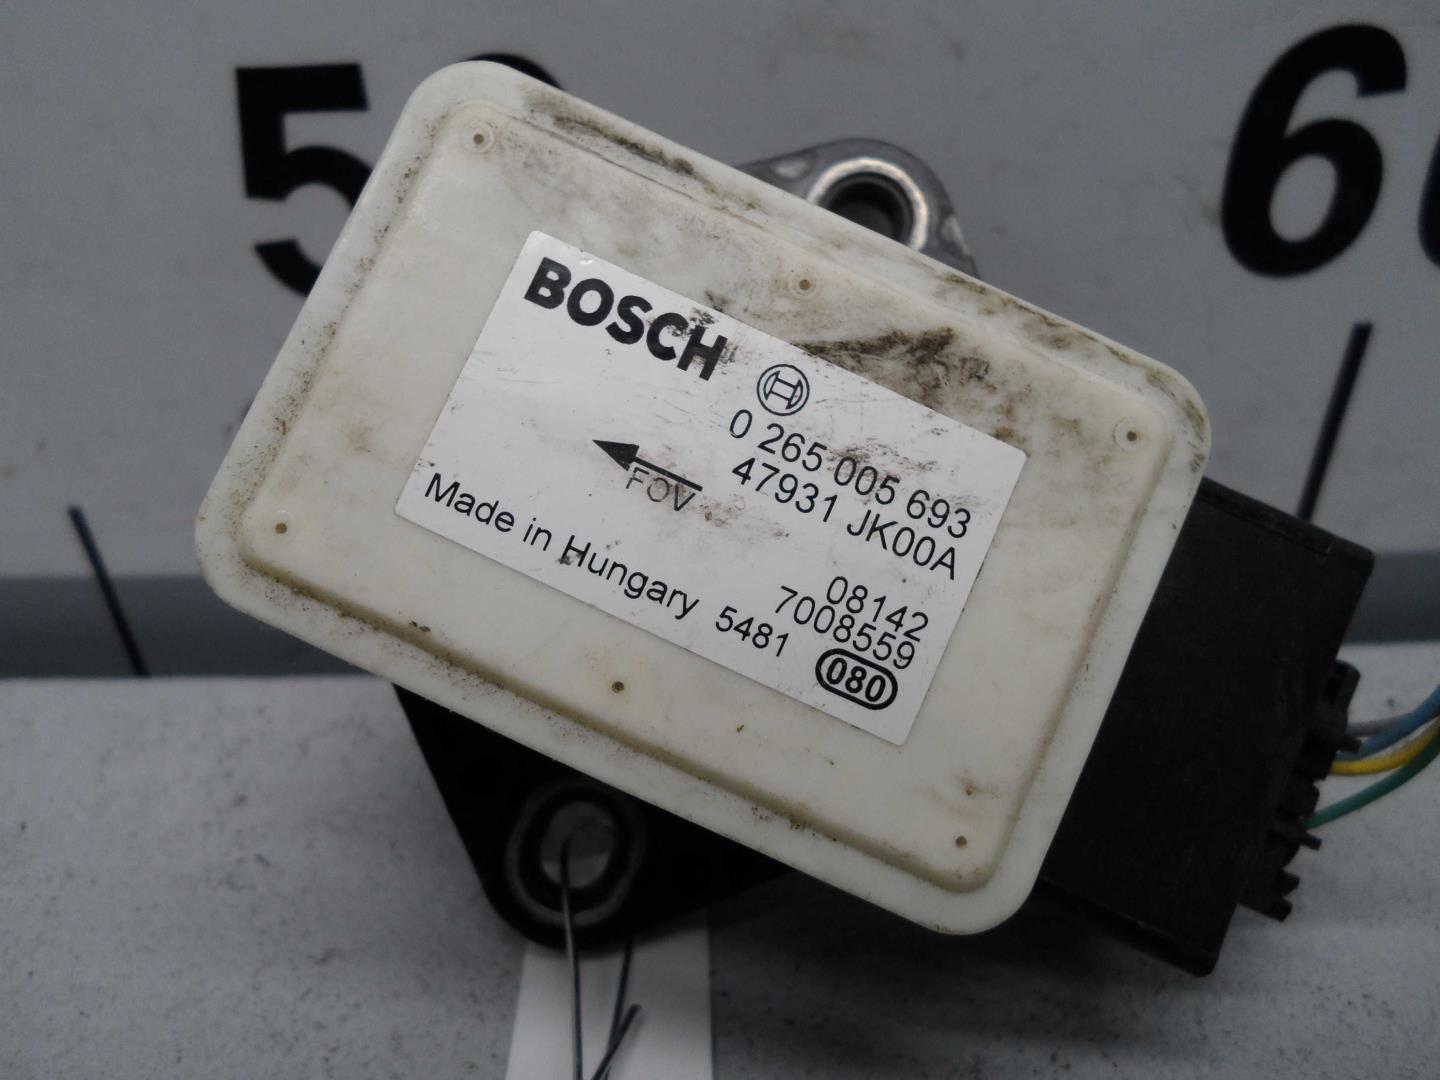 BOSCH
0 265 005 693
47931 JK00A
FOV
08142
7008559
Made in Hungary 5481
080